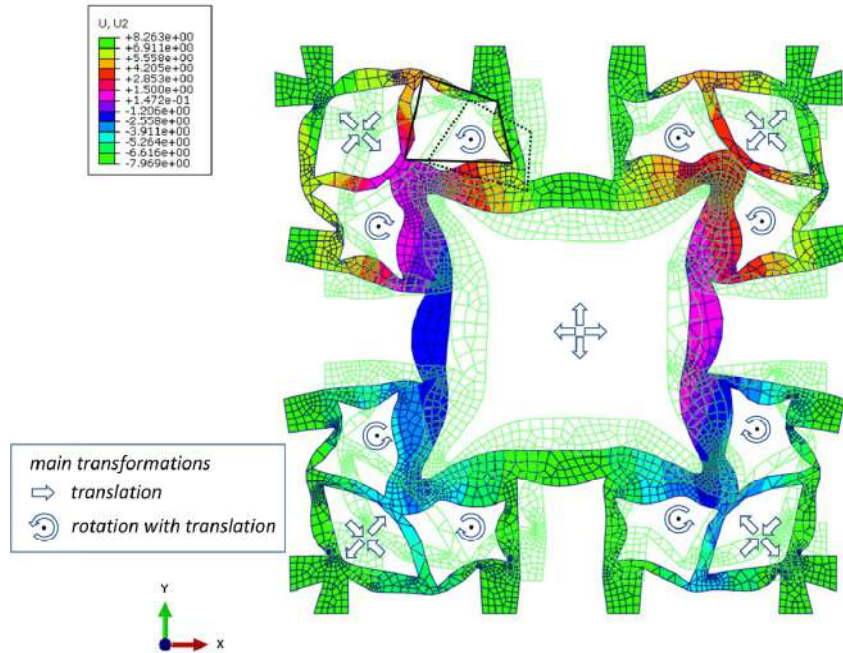 U, U2
+8.263e+00
+6.911e+00
+5.558e+00
+4.205e+00
+2.853e+00
+1.500e+00
+1.472e-01
-1.206e+00
-2.558e+00
-3.911e+00
-5.264e+00
-6.616e+00
-7.969e+00
main transformations
translation
rotation with translation
Y
X